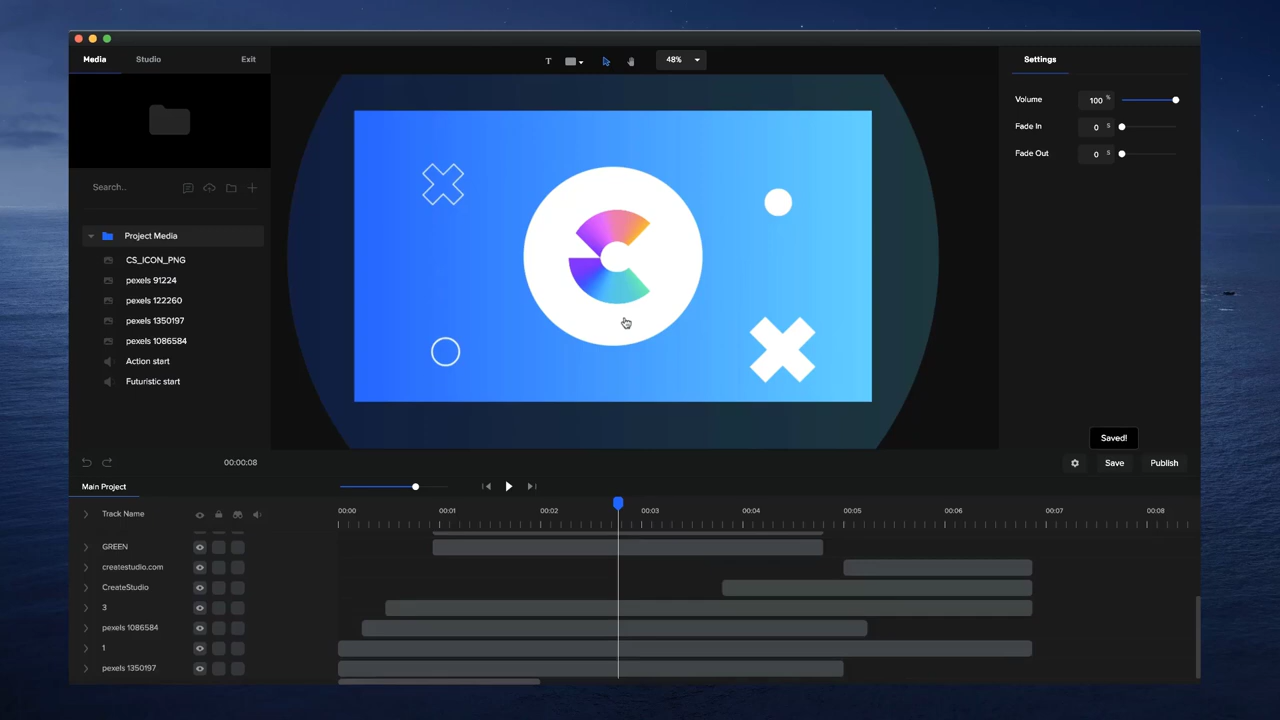 Media Studio Exit
T 48%
Settings
Volume 100 %
Fade In 0 s
Fade Out 0 s
Search..
Project Media
CS_ICON_PNG
pexels 91224
pexels 122260
pexels 1350197
pexels 1086584
Action start
Futuristic start
Saved!
00:00:08
Save Publish
Main Project
Track Name
00:00 00:01 00:02 00:03 00:04 00:05 00:06 00:07 00:08
GREEN
createstudio.com
CreateStudio
3
pexels 1086584
1
pexels 1350197